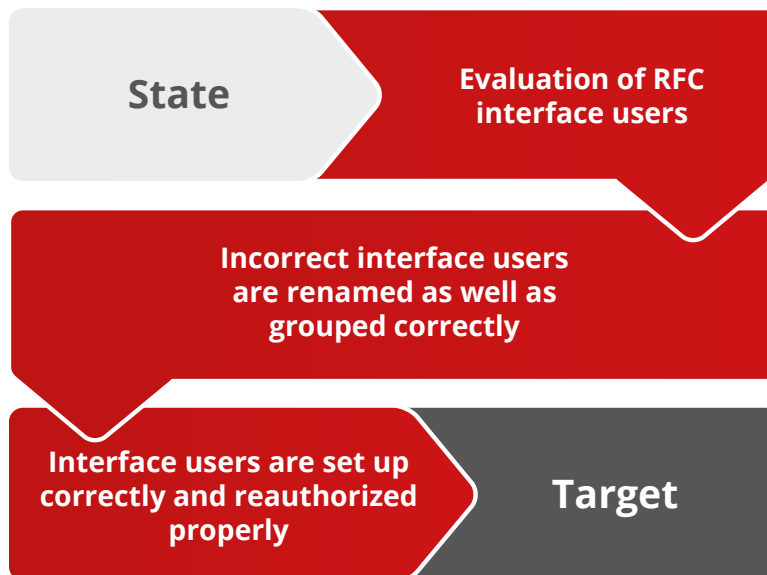 State
Evaluation of RFC
interface users
Incorrect interface users
are renamed as well as
grouped correctly
Interface users are set up
correctly and reauthorized
properly
Target